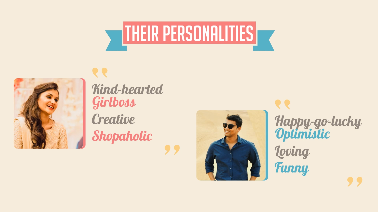 THEIR PERSONALITIES
Kind-hearted
Girlboss
Creative
Shopaholic
Happy-go-lucky
Optimistic
Loving
Funny